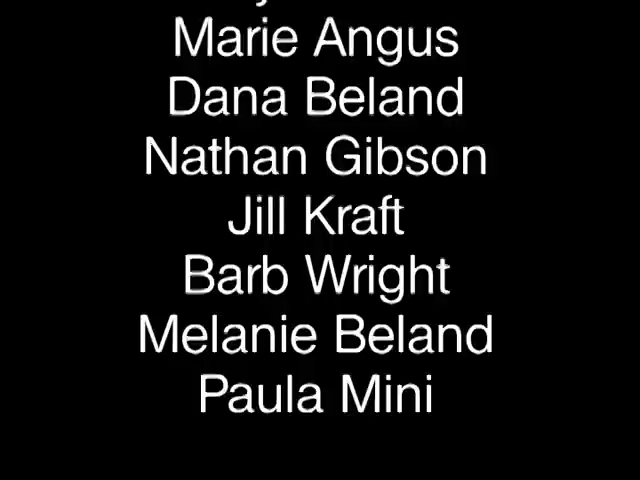 Marie Angus
Dana Beland
Nathan Gibson
Jill Kraft
Barb Wright
Melanie Beland
Paula Mini